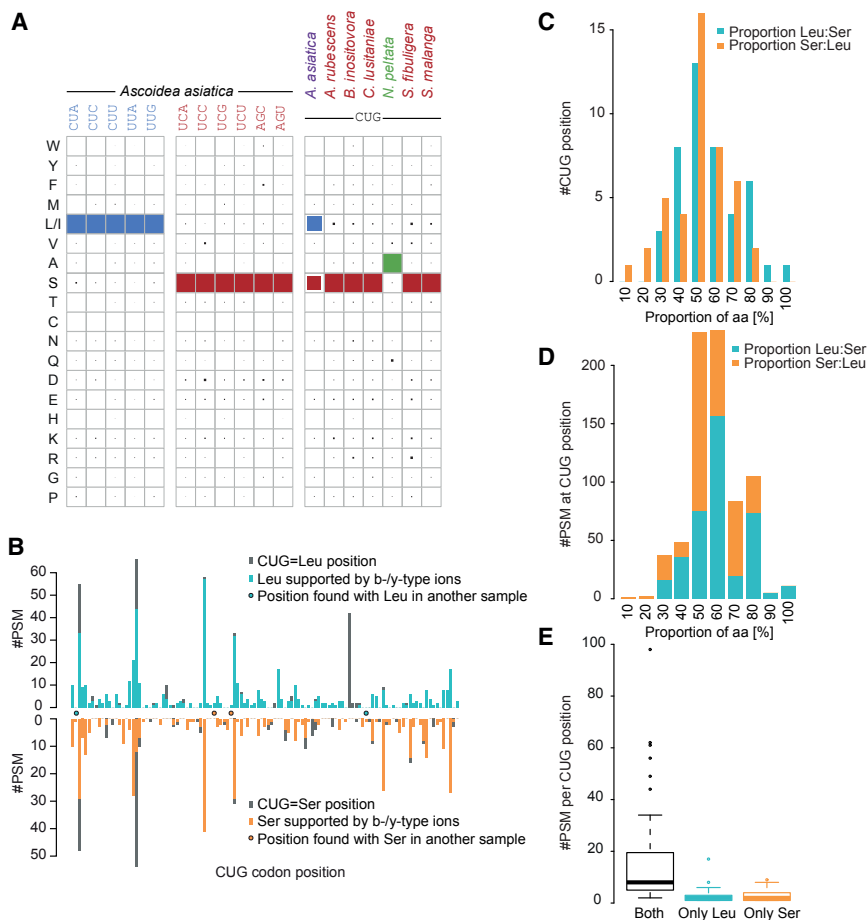 A
Ascoidea asiatica
CUA
CUC
CUU
UUA
UUG
UCA
UCC
UCG
UCU
AGC
AGU
A. asiatica
A. rubescens
B. inositovora
C. lusitaniae
N. peltata
S. fibuligera
S. malanga
CUG
W
Y
F
M
L/I
V
A
S
T
C
N
Q
D
E
H
K
R
G
P
B
60
50
40
30
20
10
0
#PSM
CUG=Leu position
Leu supported by b-/y-type ions
Position found with Leu in another sample
0
10
20
30
40
50
#PSM
CUG=Ser position
Ser supported by b-/y-type ions
Position found with Ser in another sample
CUG codon position
C
Proportion Leu:Ser
Proportion Ser:Leu
15
10
5
0
#CUG position
10
20
30
40
50
60
70
80
90
100
Proportion of aa [%]
D
Proportion Leu:Ser
Proportion Ser:Leu
200
150
100
50
0
#PSM at CUG position
10
20
30
40
50
60
70
80
90
100
Proportion of aa [%]
E
100
80
60
40
20
0
#PSM per CUG position
Both
Only Leu
Only Ser